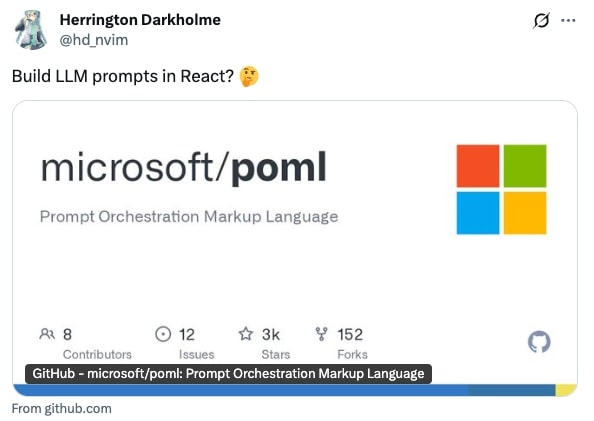 Herrington Darkholme
@hd_nvim
Build LLM prompts in React? 🤔
microsoft/poml
Prompt Orchestration Markup Language
8 12 3k 152
Contributors Issues Stars Forks
GitHub - microsoft/poml: Prompt Orchestration Markup Language
From github.com